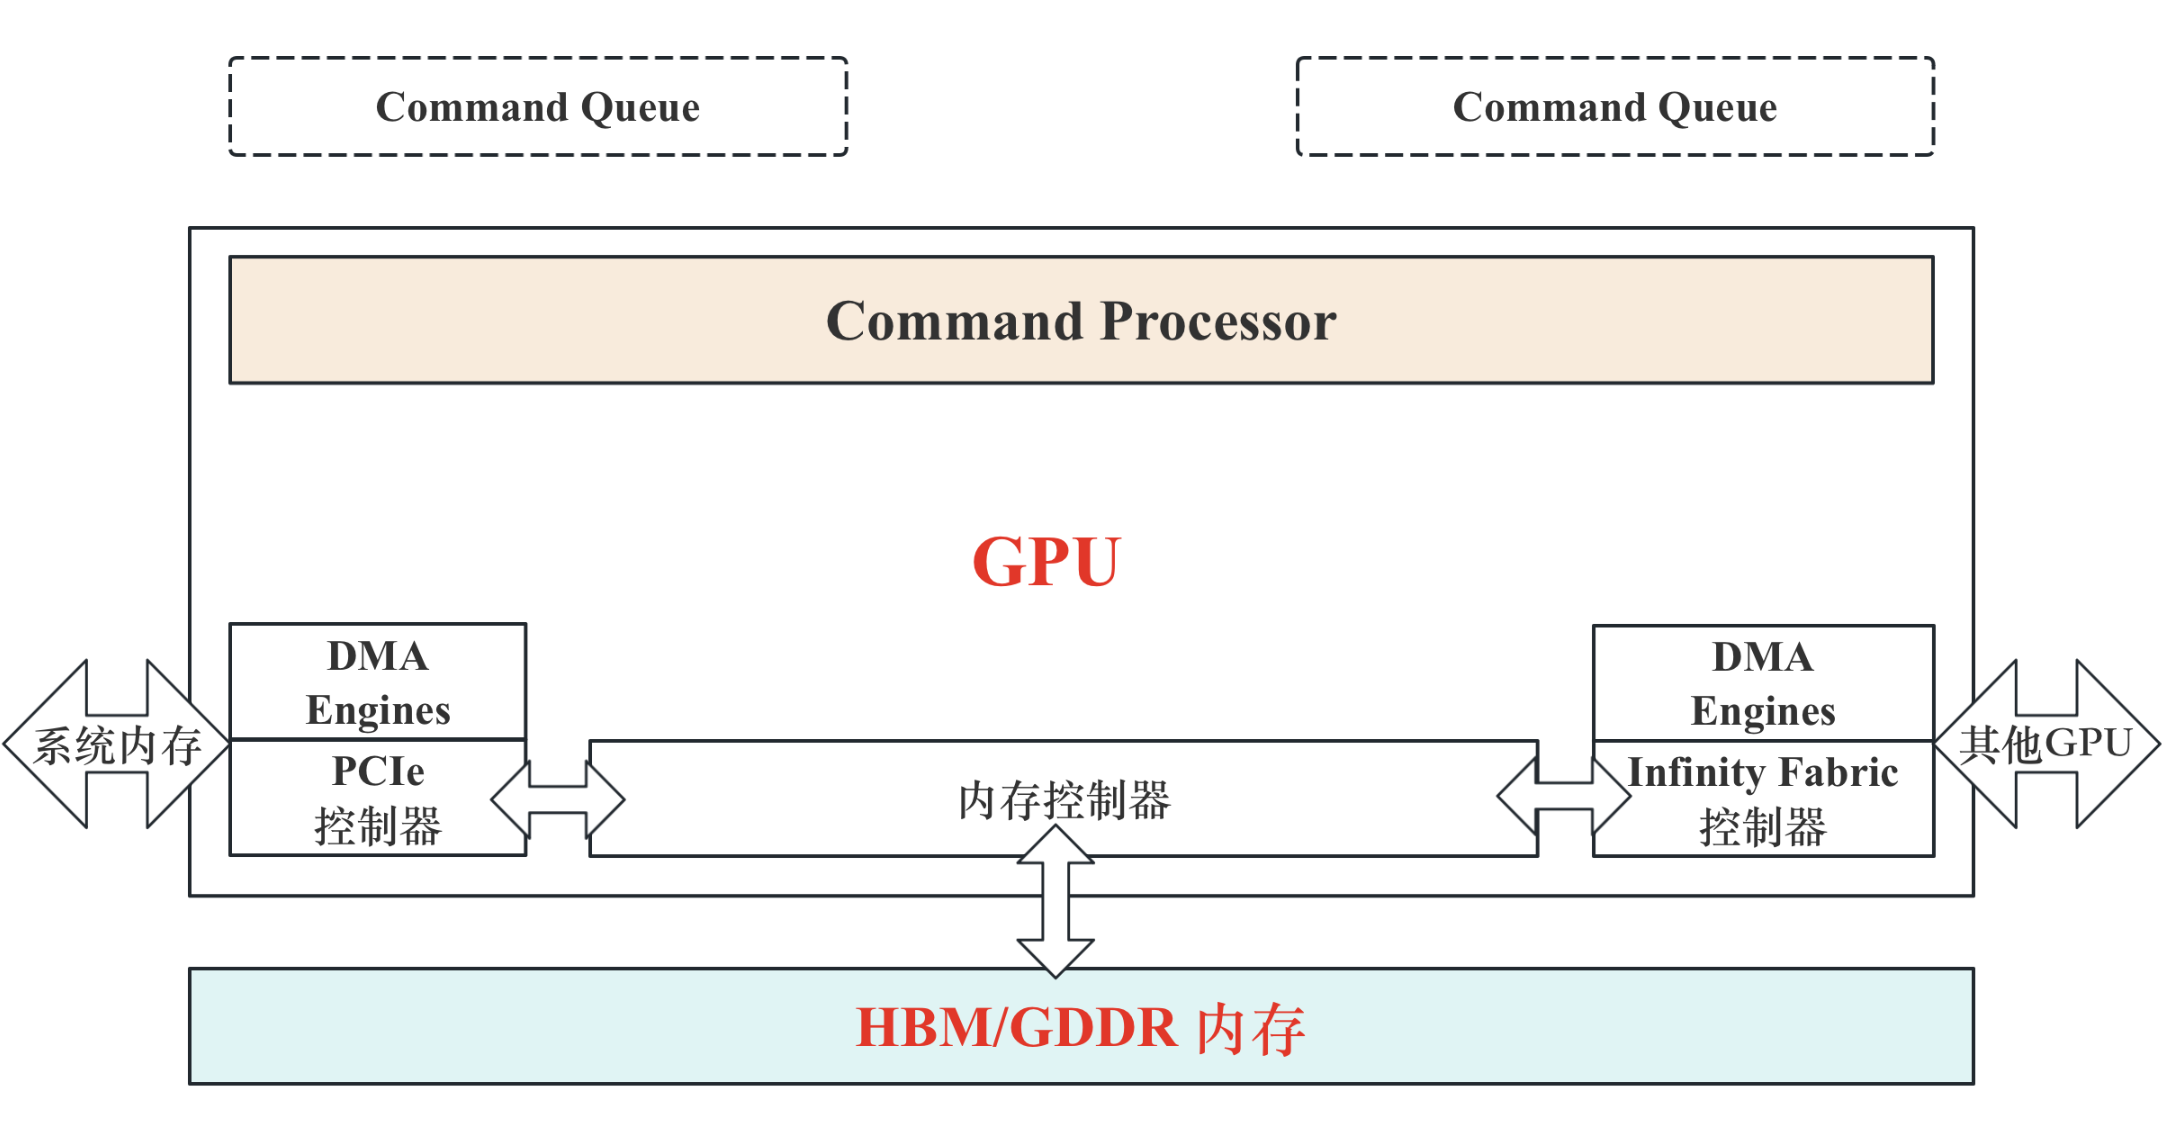 Command Queue
Command Queue
Command Processor
GPU
DMA
Engines
DMA
Engines
系统内存
PCIe
控制器
内存控制器
Infinity Fabric
控制器
其他GPU
HBM/GDDR 内存